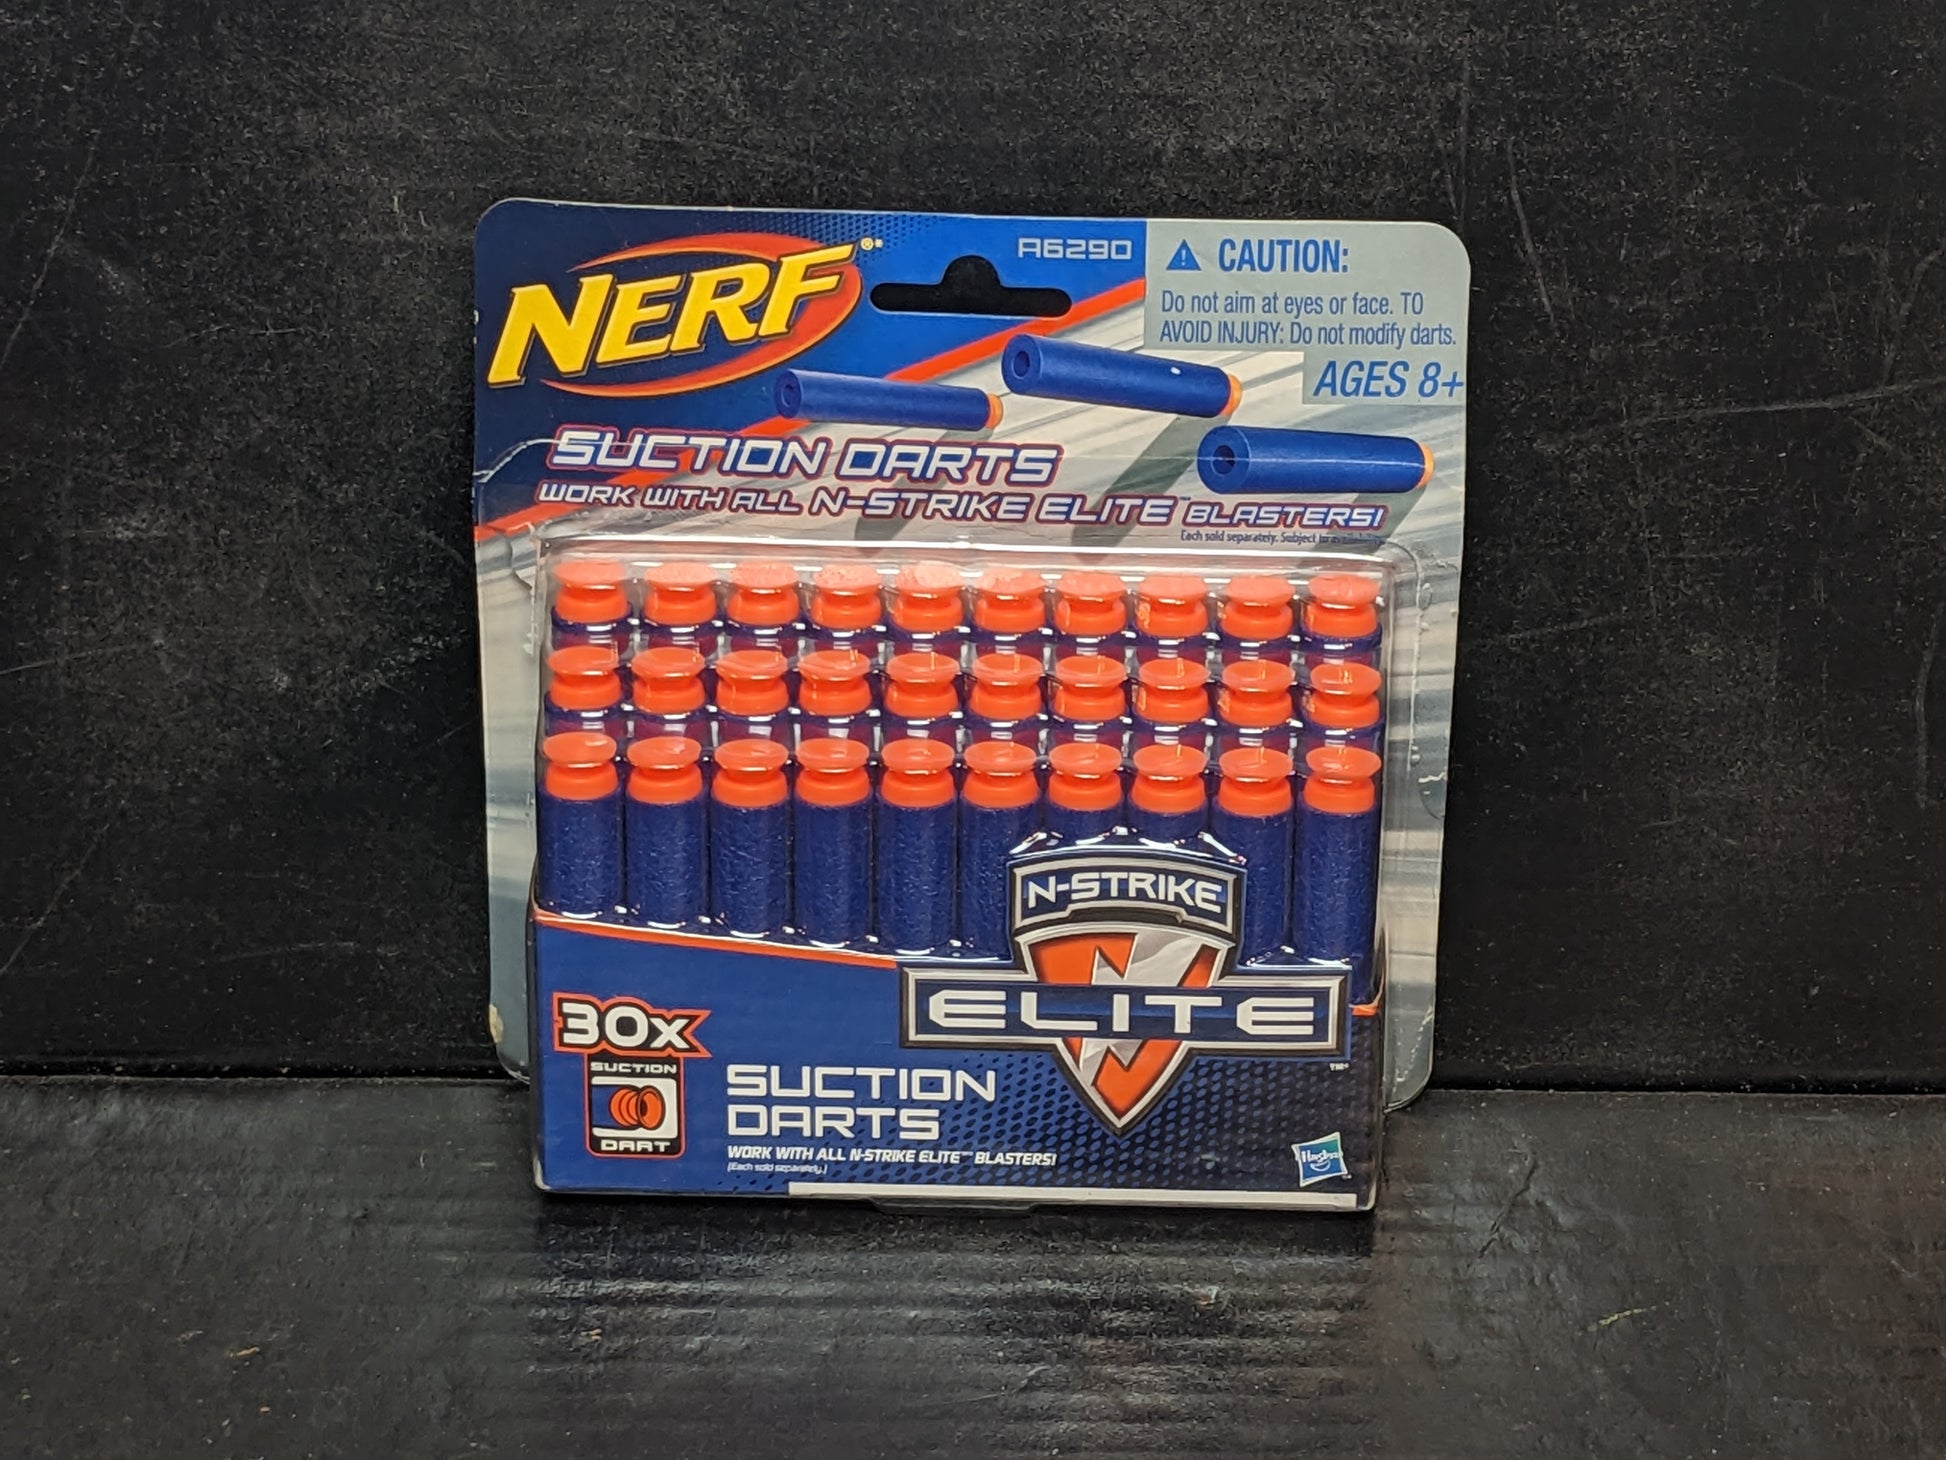 NERF
A6290
CAUTION:
Do not aim at eyes or face. TO
AVOID INJURY: Do not modify darts.
AGES 8+
SUCTION DARTS
WORK WITH ALL N-STRIKE ELITE™ BLASTERS!
Each sold separately. Subject to availability.
N-STRIKE
ELITE
30x
SUCTION
DART
SUCTION
DARTS
WORK WITH ALL N-STRIKE ELITE™ BLASTERS!
(Each sold separately.)
Hasbro